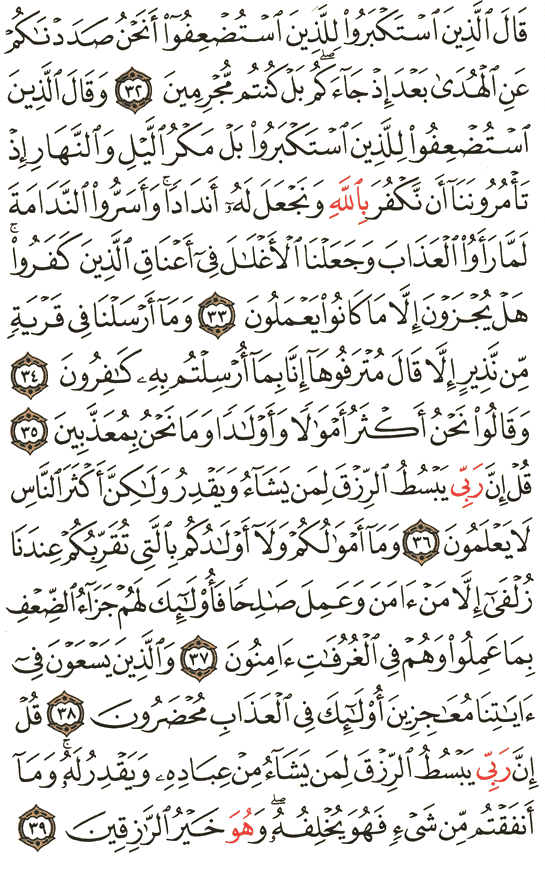 قَالَ ٱلَّذِينَ ٱسۡتَكۡبَرُواْ لِلَّذِينَ ٱسۡتُضۡعِفُوٓاْ أَنَحۡنُ صَدَدۡنَٰكُمۡ
عَنِ ٱلۡهُدَىٰ بَعۡدَ إِذۡ جَآءَكُمۖ بَلۡ كُنتُم مُّجۡرِمِينَ ٣٢ وَقَالَ ٱلَّذِينَ
ٱسۡتُضۡعِفُواْ لِلَّذِينَ ٱسۡتَكۡبَرُواْ بَلۡ مَكۡرُ ٱلَّيۡلِ وَٱلنَّهَارِ إِذۡ
تَأۡمُرُونَنَآ أَن نَّكۡفُرَ بِٱللَّهِ وَنَجۡعَلَ لَهُۥٓ أَندَادٗاۚ وَأَسَرُّواْ ٱلنَّدَامَةَ
لَمَّا رَأَوُاْ ٱلۡعَذَابَ وَجَعَلۡنَا ٱلۡأَغۡلَٰلَ فِيٓ أَعۡنَاقِ ٱلَّذِينَ كَفَرُواْۚ
هَلۡ يُجۡزَوۡنَ إِلَّا مَا كَانُواْ يَعۡمَلُونَ ٣٣ وَمَآ أَرۡسَلۡنَا فِي قَرۡيَةٖ
مِّن نَّذِيرٍ إِلَّا قَالَ مُتۡرَفُوهَآ إِنَّا بِمَآ أُرۡسِلۡتُم بِهِۦ كَٰفِرُونَ ٣٤
وَقَالُواْ نَحۡنُ أَكۡثَرُ أَمۡوَٰلٗا وَأَوۡلَٰدٗا وَمَا نَحۡنُ بِمُعَذَّبِينَ ٣٥
قُلۡ إِنَّ رَبِّي يَبۡسُطُ ٱلرِّزۡقَ لِمَن يَشَآءُ وَيَقۡدِرُ وَلَٰكِنَّ أَكۡثَرَ ٱلنَّاسِ
لَا يَعۡلَمُونَ ٣٦ وَمَآ أَمۡوَٰلُكُمۡ وَلَآ أَوۡلَٰدُكُم بِٱلَّتِي تُقَرِّبُكُمۡ عِندَنَا
زُلۡفَىٰٓ إِلَّا مَنۡ ءَامَنَ وَعَمِلَ صَٰلِحٗا فَأُوْلَٰٓئِكَ لَهُمۡ جَزَآءُ ٱلضِّعۡفِ
بِمَا عَمِلُواْ وَهُمۡ فِي ٱلۡغُرُفَٰتِ ءَامِنُونَ ٣٧ وَٱلَّذِينَ يَسۡعَوۡنَ فِيٓ
ءَايَٰتِنَا مُعَٰجِزِينَ أُوْلَٰٓئِكَ فِي ٱلۡعَذَابِ مُحۡضَرُونَ ٣٨ قُلۡ
إِنَّ رَبِّي يَبۡسُطُ ٱلرِّزۡقَ لِمَن يَشَآءُ مِنۡ عِبَادِهِۦ وَيَقۡدِرُ لَهُۥۚ وَمَآ
أَنفَقۡتُم مِّن شَيۡءٖ فَهُوَ يُخۡلِفُهُۥۖ وَهُوَ خَيۡرُ ٱلرَّٰزِقِينَ ٣٩